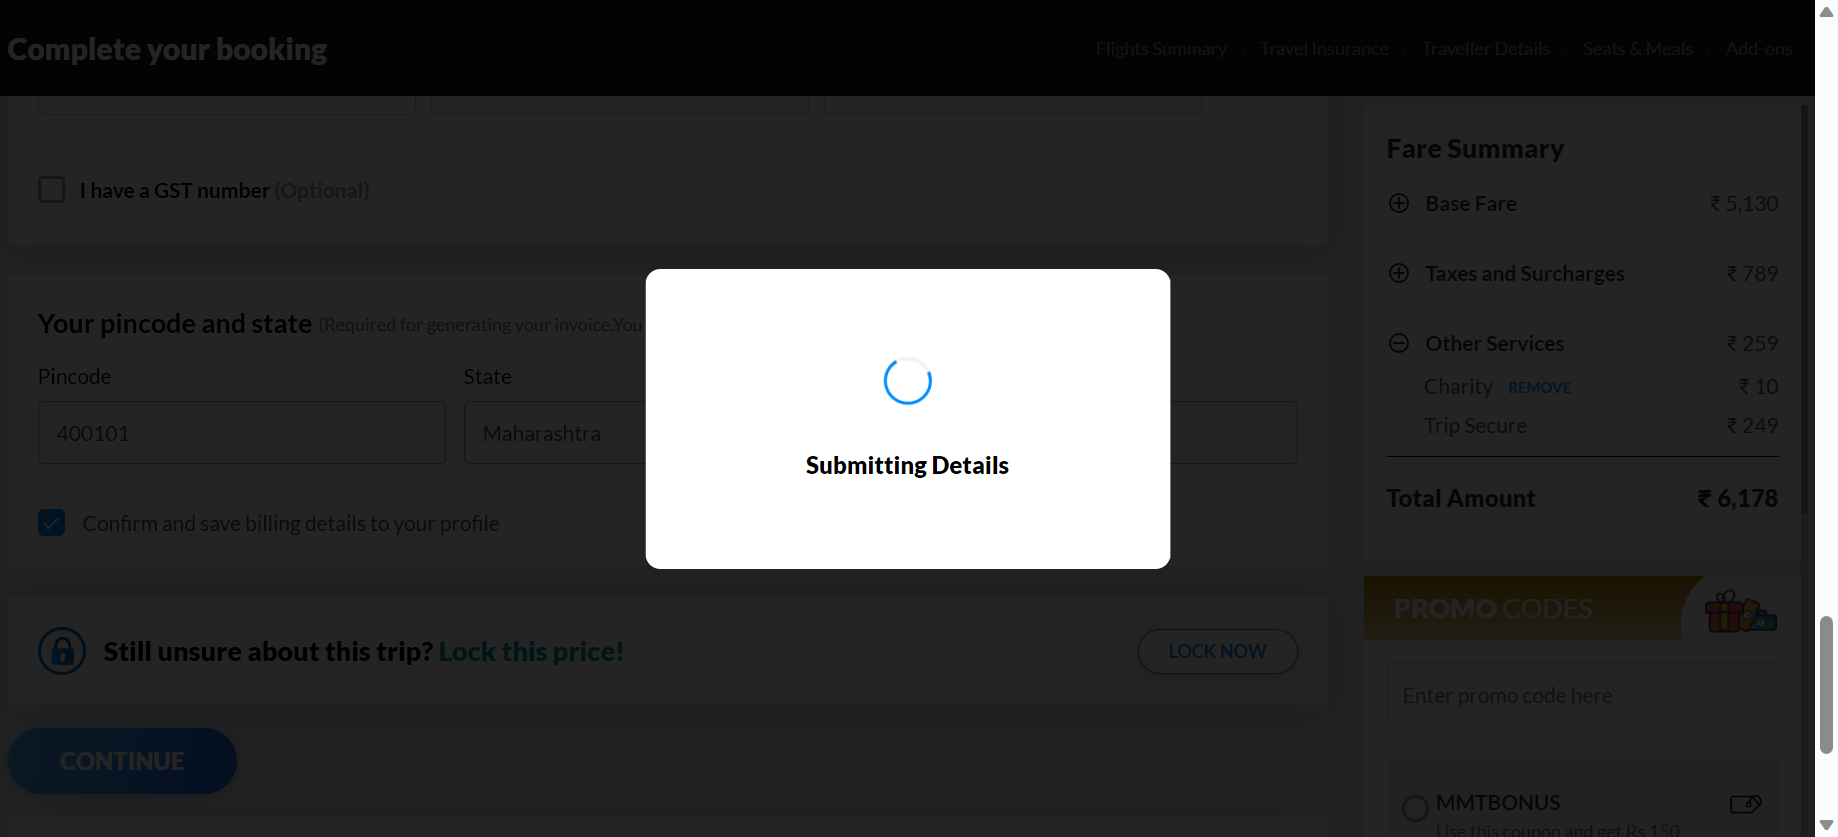 Complete your booking
Flights Summary . Travel Insurance . Traveller Details . Seats & Meals . Add-ons
I have a GST number (Optional)
Your pincode and state (Required for generating your invoice.You
Pincode
State
400101
Maharashtra
Confirm and save billing details to your profile
Still unsure about this trip? Lock this price!
LOCK NOW
CONTINUE
Submitting Details
Fare Summary
Base Fare ₹ 5,130
Taxes and Surcharges ₹ 789
Other Services ₹ 259
Charity REMOVE ₹ 10
Trip Secure ₹ 249
Total Amount ₹ 6,178
PROMO CODES
Enter promo code here
MMTBONUS
Use this coupon and get Rs 150